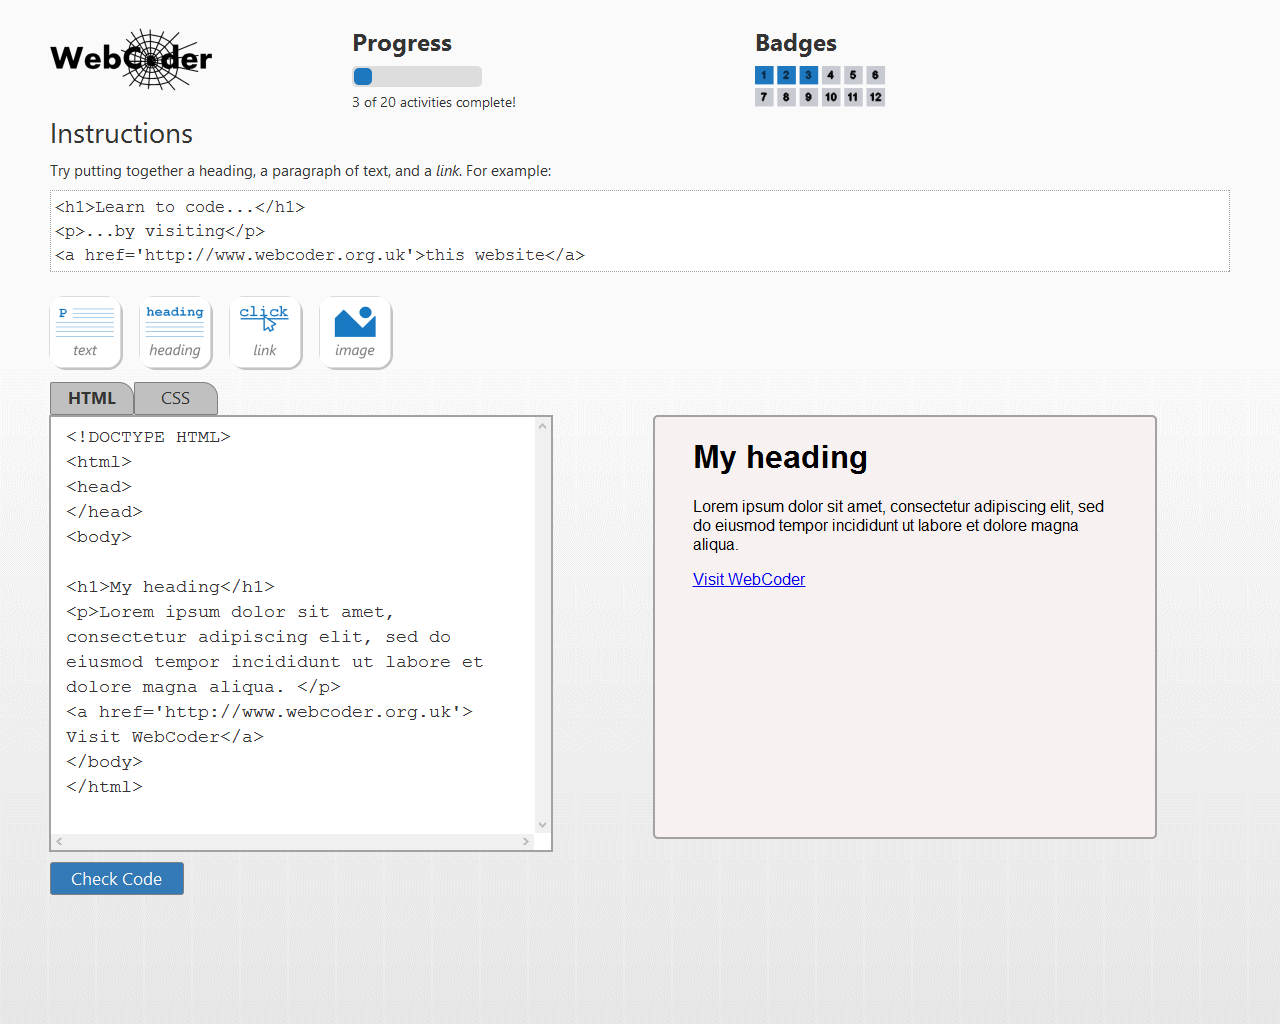 WebCoder
Progress
3 of 20 activities complete!
Badges
1 2 3 4 5 6
7 8 9 10 11 12
Instructions
Try putting together a heading, a paragraph of text, and a link. For example:
<h1>Learn to code...</h1>
<p>...by visiting</p>
<a href='http://www.webcoder.org.uk'>this website</a>
P
text
heading
heading
click
link
image
HTML
CSS
<!DOCTYPE HTML>
<html>
<head>
</head>
<body>
<h1>My heading</h1>
<p>Lorem ipsum dolor sit amet,
consectetur adipiscing elit, sed do
eiusmod tempor incididunt ut labore et
dolore magna aliqua. </p>
<a href='http://www.webcoder.org.uk'>
Visit WebCoder</a>
</body>
</html>
My heading
Lorem ipsum dolor sit amet, consectetur adipiscing elit, sed
do eiusmod tempor incididunt ut labore et dolore magna
aliqua.
Visit WebCoder
Check Code